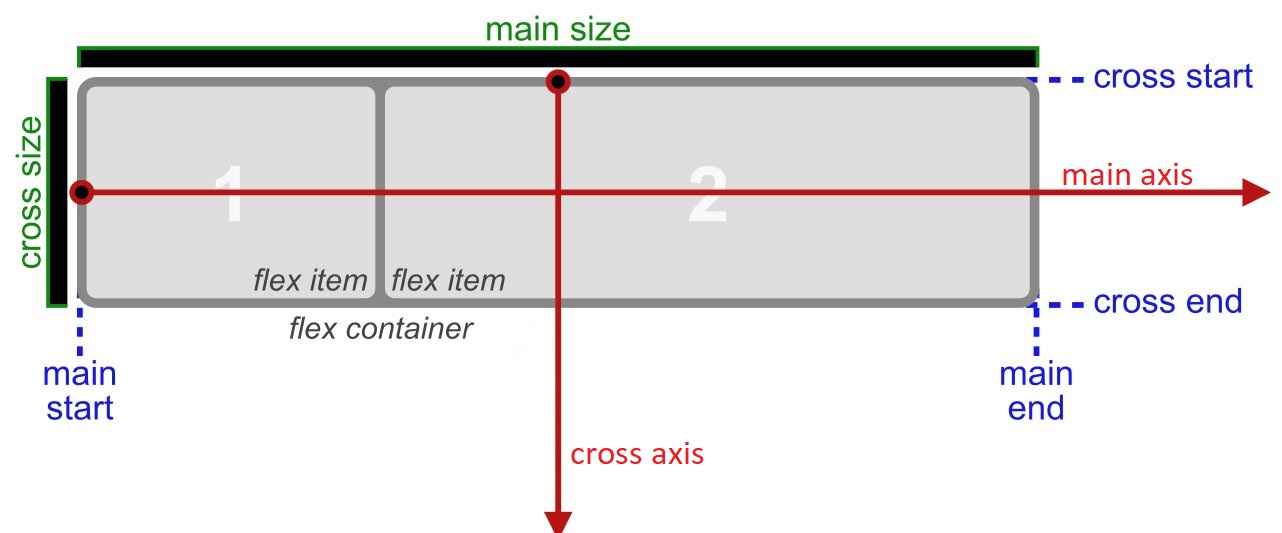 main size
cross start
cross size
main axis
1
2
flex item
flex item
cross end
flex container
main
start
main
end
cross axis